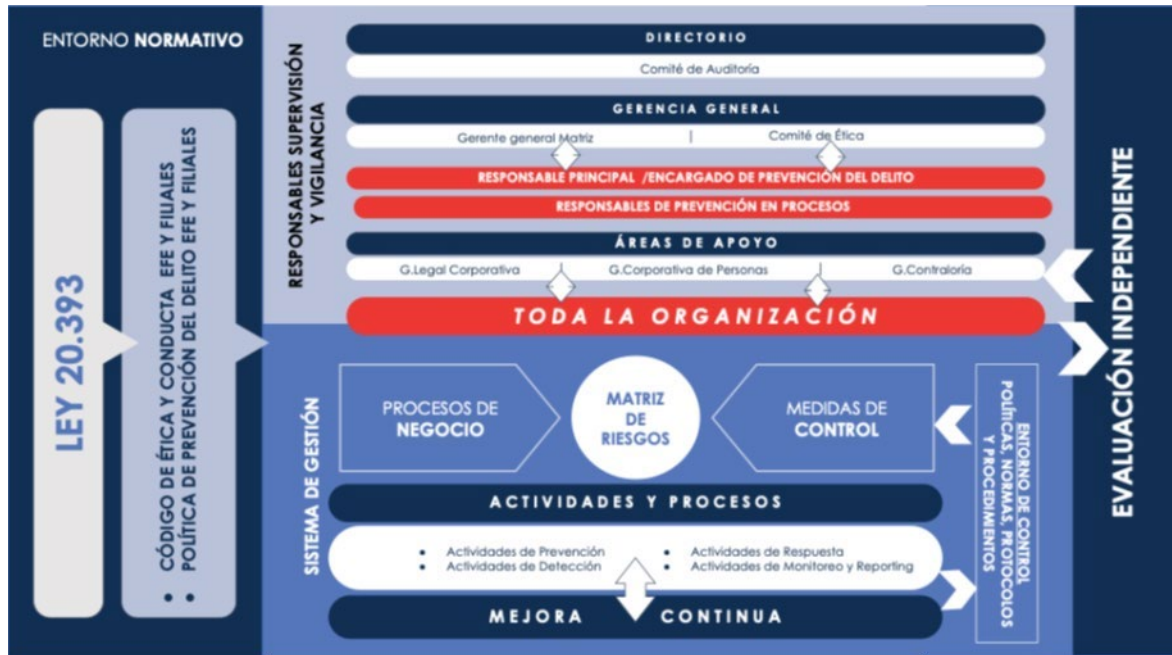 ENTORNO NORMATIVO
LEY 20.393
• CÓDIGO DE ÉTICA Y CONDUCTA EFE Y FILIALES
• POLÍTICA DE PREVENCIÓN DEL DELITO EFE Y FILIALES
RESPONSABLES SUPERVISIÓN
Y VIGILANCIA
DIRECTORIO
Comité de Auditoría
GERENCIA GENERAL
Gerente general Matriz | Comité de Ética
RESPONSABLE PRINCIPAL /ENCARGADO DE PREVENCIÓN DEL DELITO
RESPONSABLES DE PREVENCIÓN EN PROCESOS
ÁREAS DE APOYO
G.Legal Corporativa | G.Corporativa de Personas | G.Contraloría
TODA LA ORGANIZACIÓN
SISTEMA DE GESTIÓN
PROCESOS DE
NEGOCIO
MATRIZ
DE
RIESGOS
MEDIDAS DE
CONTROL
ACTIVIDADES Y PROCESOS
• Actividades de Prevención
• Actividades de Detección
• Actividades de Respuesta
• Actividades de Monitoreo y Reporting
MEJORA CONTINUA
ENTORNO DE CONTROL
POLÍTICAS, NORMAS, PROTOCOLOS
Y PROCEDIMIENTOS
EVALUACIÓN INDEPENDIENTE